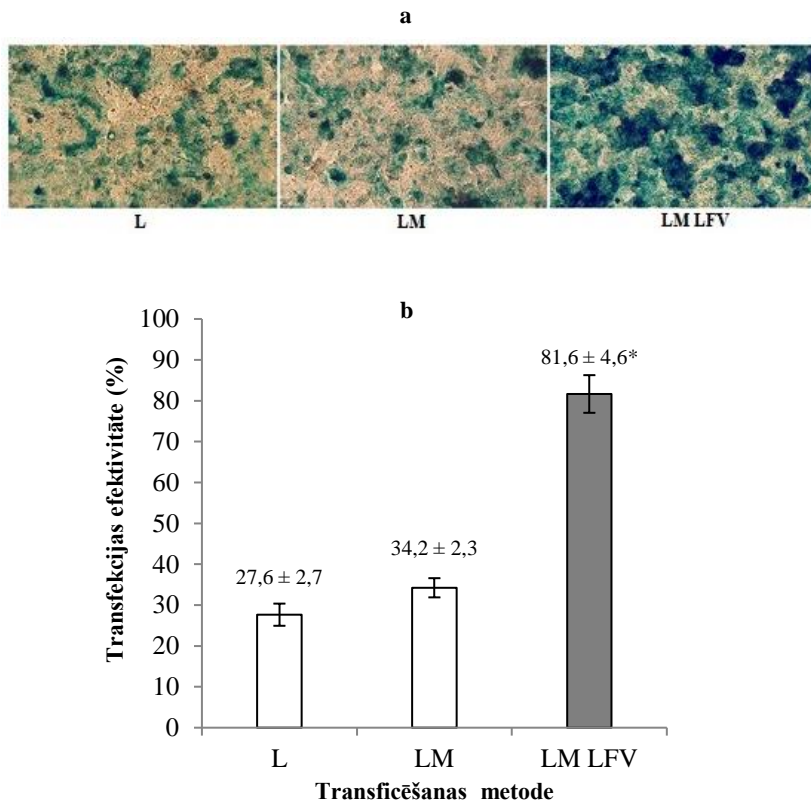 a
L LM LM LFV
b
Transfekcijas efektivitāte (%)
100
90
80
70
60
50
40
30
20
10
0
27,6 ± 2,7
34,2 ± 2,3
81,6 ± 4,6*
L LM LM LFV
Transficēšanas metode